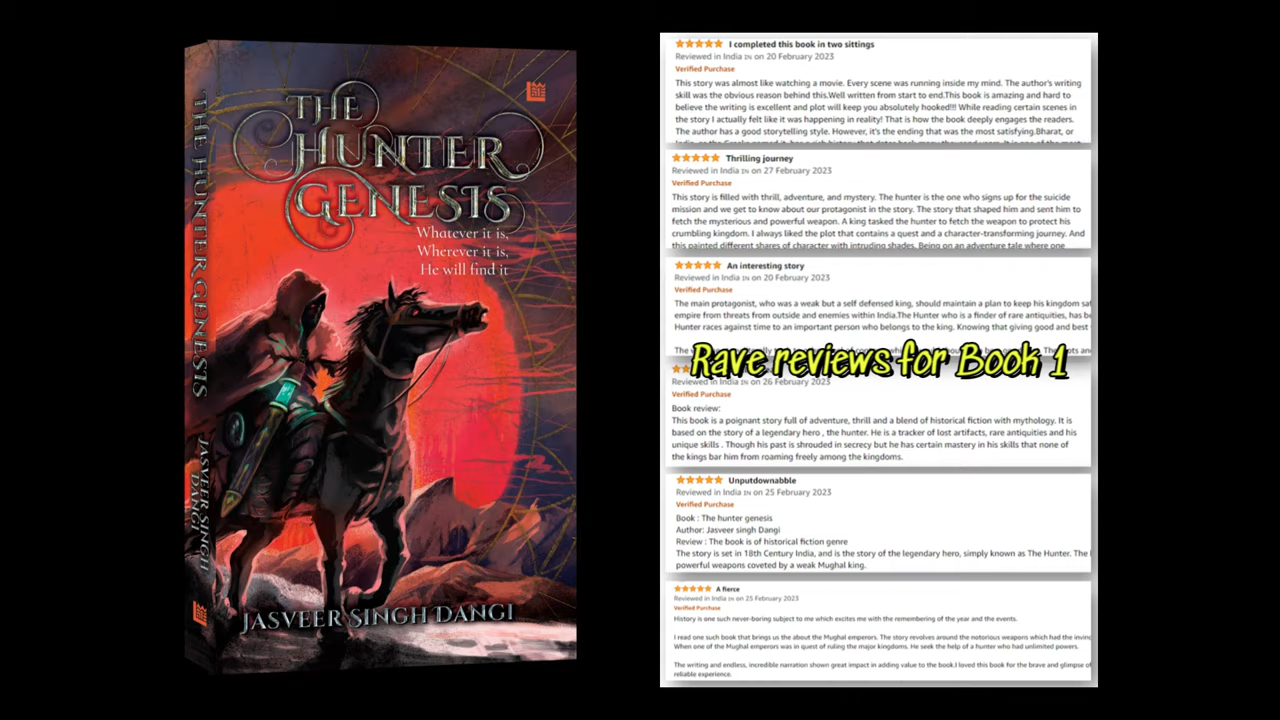 THE HUNTER GENESIS
JASVEER SINGH
DANGI
THE
HUNTER
GENESIS
Whatever it is,
Wherever it is,
He will find it
JASVEER SINGH DANGI
I completed this book in two sittings
Reviewed in India IN on 20 February 2023
Verified Purchase
This story was almost like watching a movie. Every scene was running inside my mind. The author's writing
skill was the obvious reason behind this.Well written from start to end.This book is amazing and hard to
believe the writing is excellent and plot will keep you absolutely hooked!!! While reading certain scenes in
the story I actually felt like it was happening in reality! That is how the book deeply engages the readers.
The author has a good storytelling style. However, it's the ending that was the most satisfying.Bharat, or
Thrilling journey
Reviewed in India IN on 27 February 2023
Verified Purchase
This story is filled with thrill, adventure, and mystery. The hunter is the one who signs up for the suicide
mission and we get to know about our protagonist in the story. The story that shaped him and sent him to
fetch the mysterious and powerful weapon. A king tasked the hunter to fetch the weapon to protect his
crumbling kingdom. I always liked the plot that contains a quest and a character-transforming journey. And
this painted different shares of character with intruding shades. Being on an adventure tale where one
An interesting story
Reviewed in India IN on 20 February 2023
Verified Purchase
The main protagonist, who was a weak but a self defensed king, should maintain a plan to keep his kingdom
empire from threats from outside and enemies within India.The Hunter who is a finder of rare antiquities, has
Hunter races against time to an important person who belongs to the king. Knowing that giving good and best
Rave reviews for Book 1
Reviewed in India IN on 26 February 2023
Verified Purchase
Book review:
This book is a poignant story full of adventure, thrill and a blend of historical fiction with mythology. It is
based on the story of a legendary hero , the hunter. He is a tracker of lost artifacts, rare antiquities and his
unique skills . Though his past is shrouded in secrecy but he has certain mastery in his skills that none of
the kings bar him from roaming freely among the kingdoms.
Unputdownabble
Reviewed in India IN on 25 February 2023
Verified Purchase
Book : The hunter genesis
Author: Jasveer singh Dangi
Review : The book is of historical fiction genre
The story is set in 18th Century India, and is the story of the legendary hero, simply known as The Hunter. The
powerful weapons coveted by a weak Mughal king.
A fierce
Reviewed in India IN on 25 February 2023
Verified Purchase
History is one such never-boring subject to me which excites me with the remembering of the year and the events.
I read one such book that brings us the about the Mughal emperors. The story revolves around the notorious weapons which had the
When one of the Mughal emperors was in quest of ruling the major kingdoms. He seek the help of a hunter who had unlimited powers.
The writing and endless, incredible narration shown great impact in adding value to the book.I loved this book for the brave and glimpse of
reliable experience.